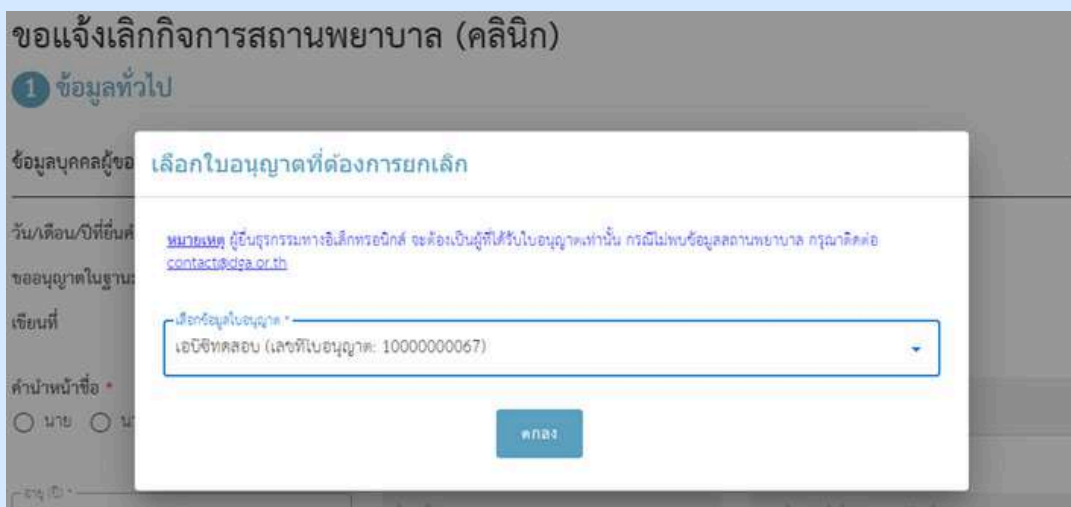 ขอแจ้งเลิกกิจการสถานพยาบาล (คลินิก)
1 ข้อมูลทั่วไป
ข้อมูลบุคคลผู้ขอ
เลือกใบอนุญาตที่ต้องการยกเลิก
วัน/เดือน/ปีที่ยื่นคำ
หมายเหตุ ผู้ยื่นธุรกรรมทางอิเล็กทรอนิกส์ จะต้องเป็นผู้ที่ได้รับใบอนุญาตเท่านั้น กรณีไม่พบข้อมูลสถานพยาบาล กรุณาติดต่อ
contact@dga.or.th
ขออนุญาตในฐานะ
เขียนที่
เลือกข้อมูลใบอนุญาต *
เอบีซีทดสอบ (เลขที่ใบอนุญาต: 10000000067)
คำนำหน้าชื่อ *
นาย
ตกลง
อายุ (ปี) *